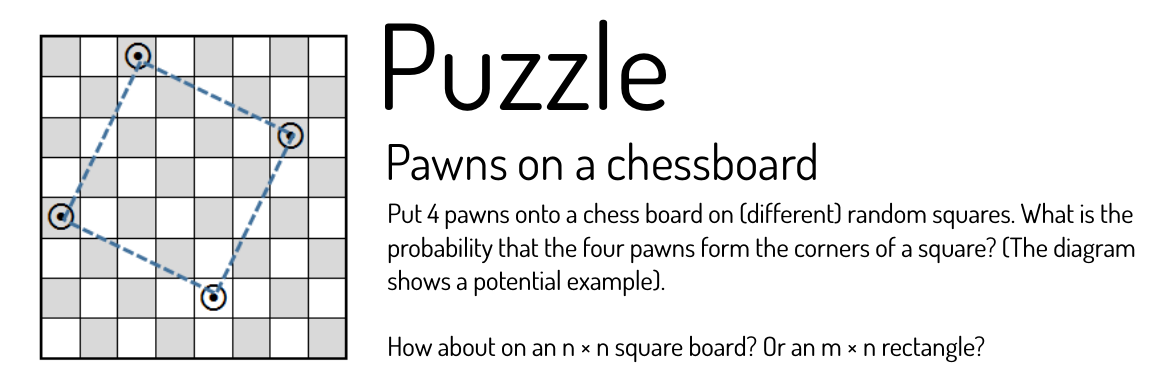 Puzzle
Pawns on a chessboard
Put 4 pawns onto a chess board on (different) random squares. What is the
probability that the four pawns form the corners of a square? (The diagram
shows a potential example).
How about on an n × n square board? Or an m × n rectangle?